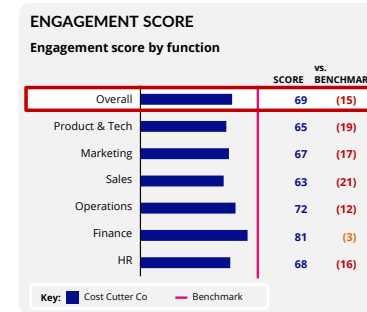 ENGAGEMENT SCORE
Engagement score by function
vs.
SCORE BENCHMAR
Overall 69 (15)
Product & Tech 65 (19)
Marketing 67 (17)
Sales 63 (21)
Operations 72 (12)
Finance 81 (3)
HR 68 (16)
Key: Cost Cutter Co Benchmark